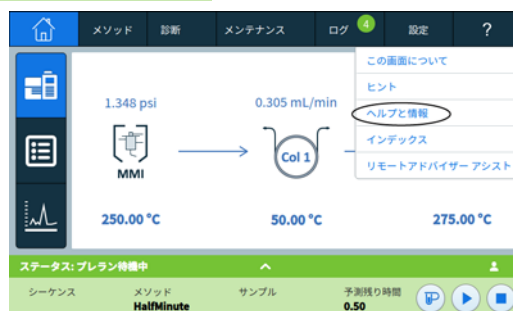 メソッド 診断 メンテナンス ログ 4 設定 ?
この画面について
ヒント
ヘルプと情報
インデックス
リモートアドバイザー アシスト
1.348 psi 0.305 mL/min
MMI
Col 1
250.00 °C 50.00 °C 275.00 °C
ステータス: プレラン待機中
シーケンス メソッド サンプル 予測残り時間
HalfMinute 0.50